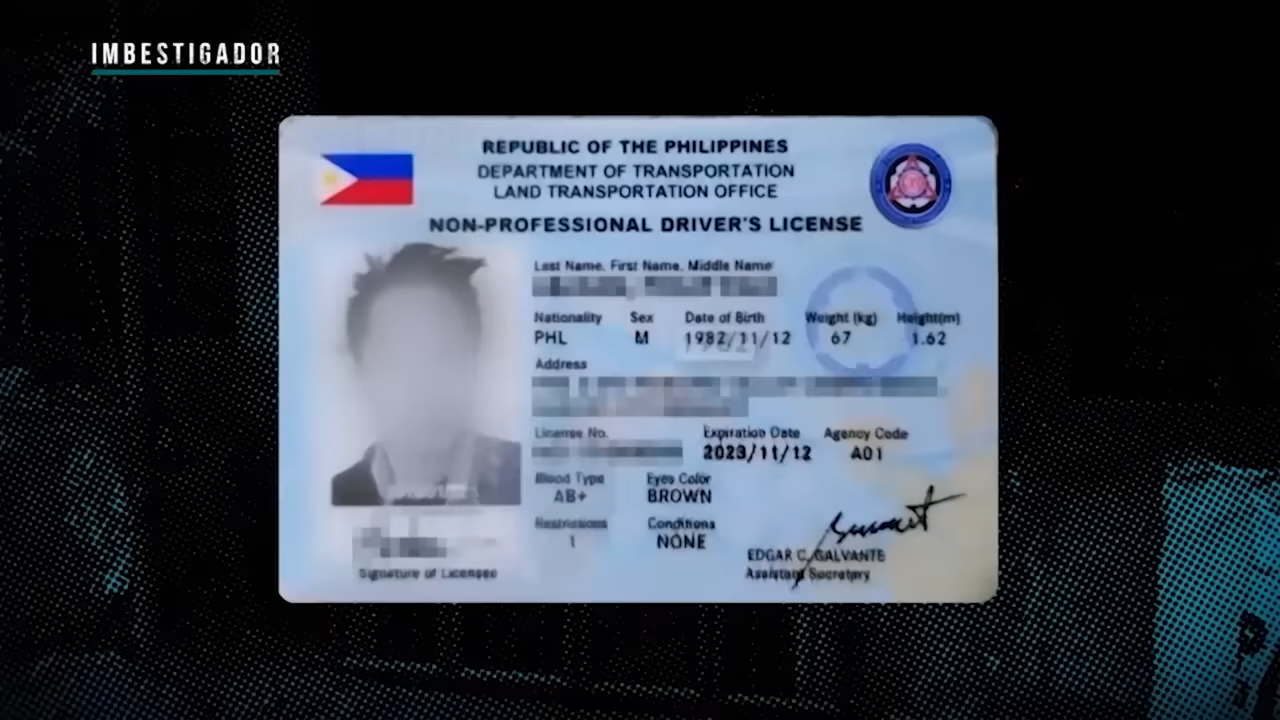 IMBESTIGADOR
REPUBLIC OF THE PHILIPPINES
DEPARTMENT OF TRANSPORTATION
LAND TRANSPORTATION OFFICE
NON-PROFESSIONAL DRIVER'S LICENSE
Last Name, First Name, Middle Name
Nationality Sex Date of Birth Weight (kg) Height(m)
PHL M 1982/11/12 67 1.62
Address
License No. Expiration Date Agency Code
2023/11/12 A01
Blood Type Eyes Color
AB+ BROWN
Restrictions Conditions
1 NONE
EDGAR C. GALVANTE
Assistant Secretary
Signature of Licensee